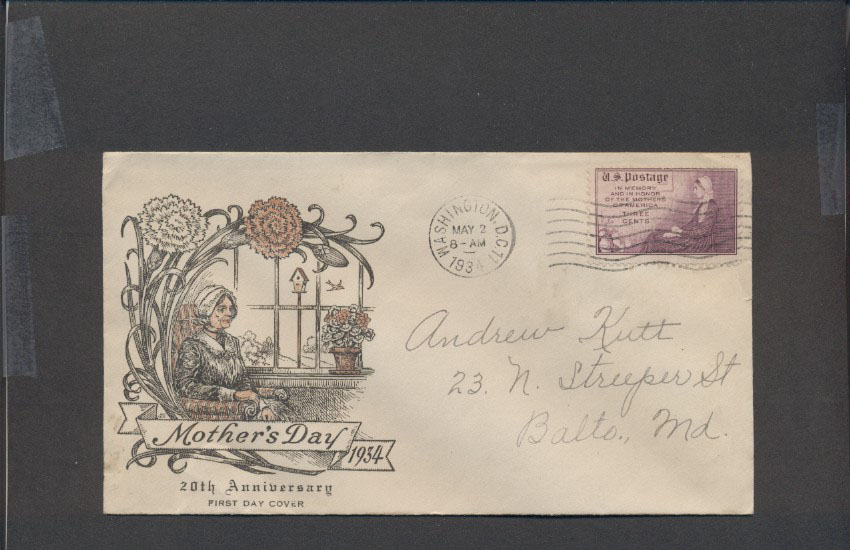 U.S. Postage
IN MEMORY
AND IN HONOR
OF THE MOTHERS
OF AMERICA
THREE
CENTS
WASHINGTON, D.C. 11
MAY 2
8-AM
1934
Andrew Kutt
23. N. Streeper St
Balto., Md.
Mother's Day
1934
20th Anniversary
FIRST DAY COVER